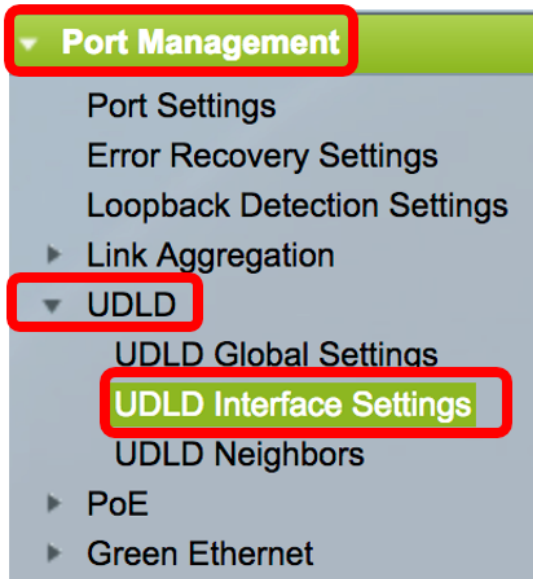 Port Management
Port Settings
Error Recovery Settings
Loopback Detection Settings
Link Aggregation
UDLD
UDLD Global Settings
UDLD Interface Settings
UDLD Neighbors
PoE
Green Ethernet